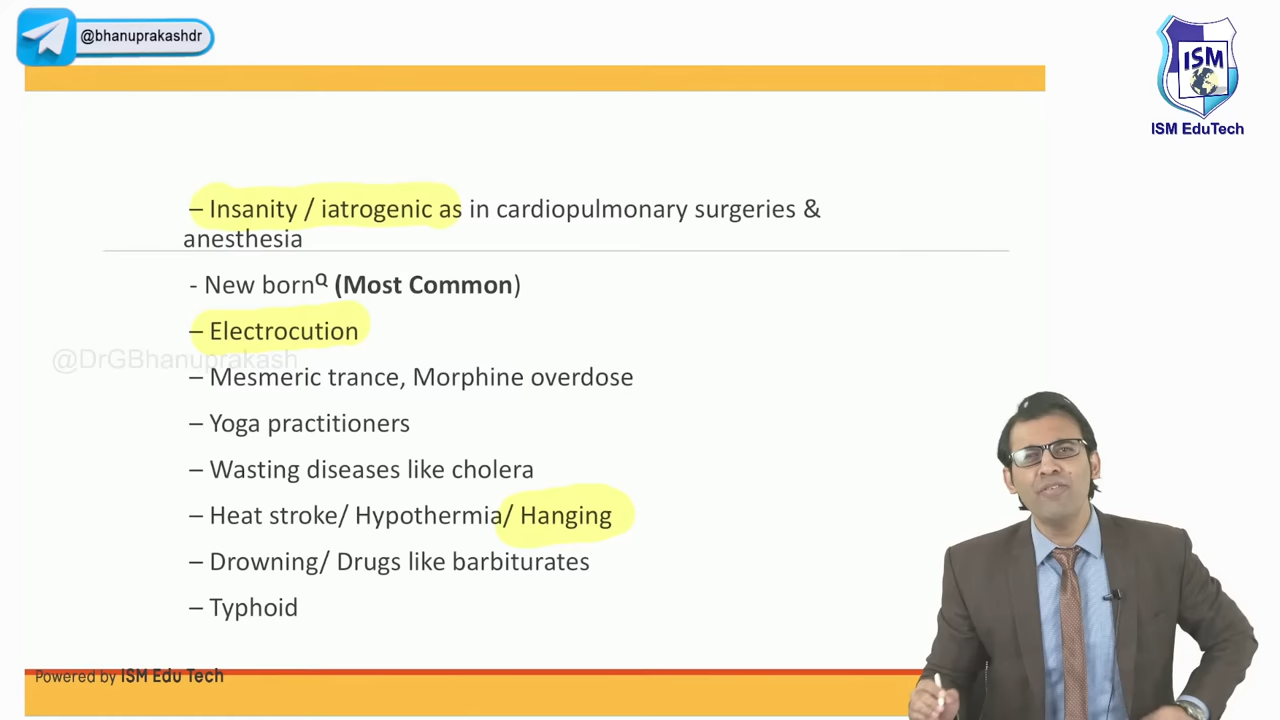 @bhanuprakashdr
ISM
ISM EduTech
– Insanity / iatrogenic as in cardiopulmonary surgeries &
anesthesia
- New bornQ (Most Common)
– Electrocution
@DrGBhanuprakash
– Mesmeric trance, Morphine overdose
– Yoga practitioners
– Wasting diseases like cholera
– Heat stroke/ Hypothermia/ Hanging
– Drowning/ Drugs like barbiturates
– Typhoid
Powered by ISM Edu Tech